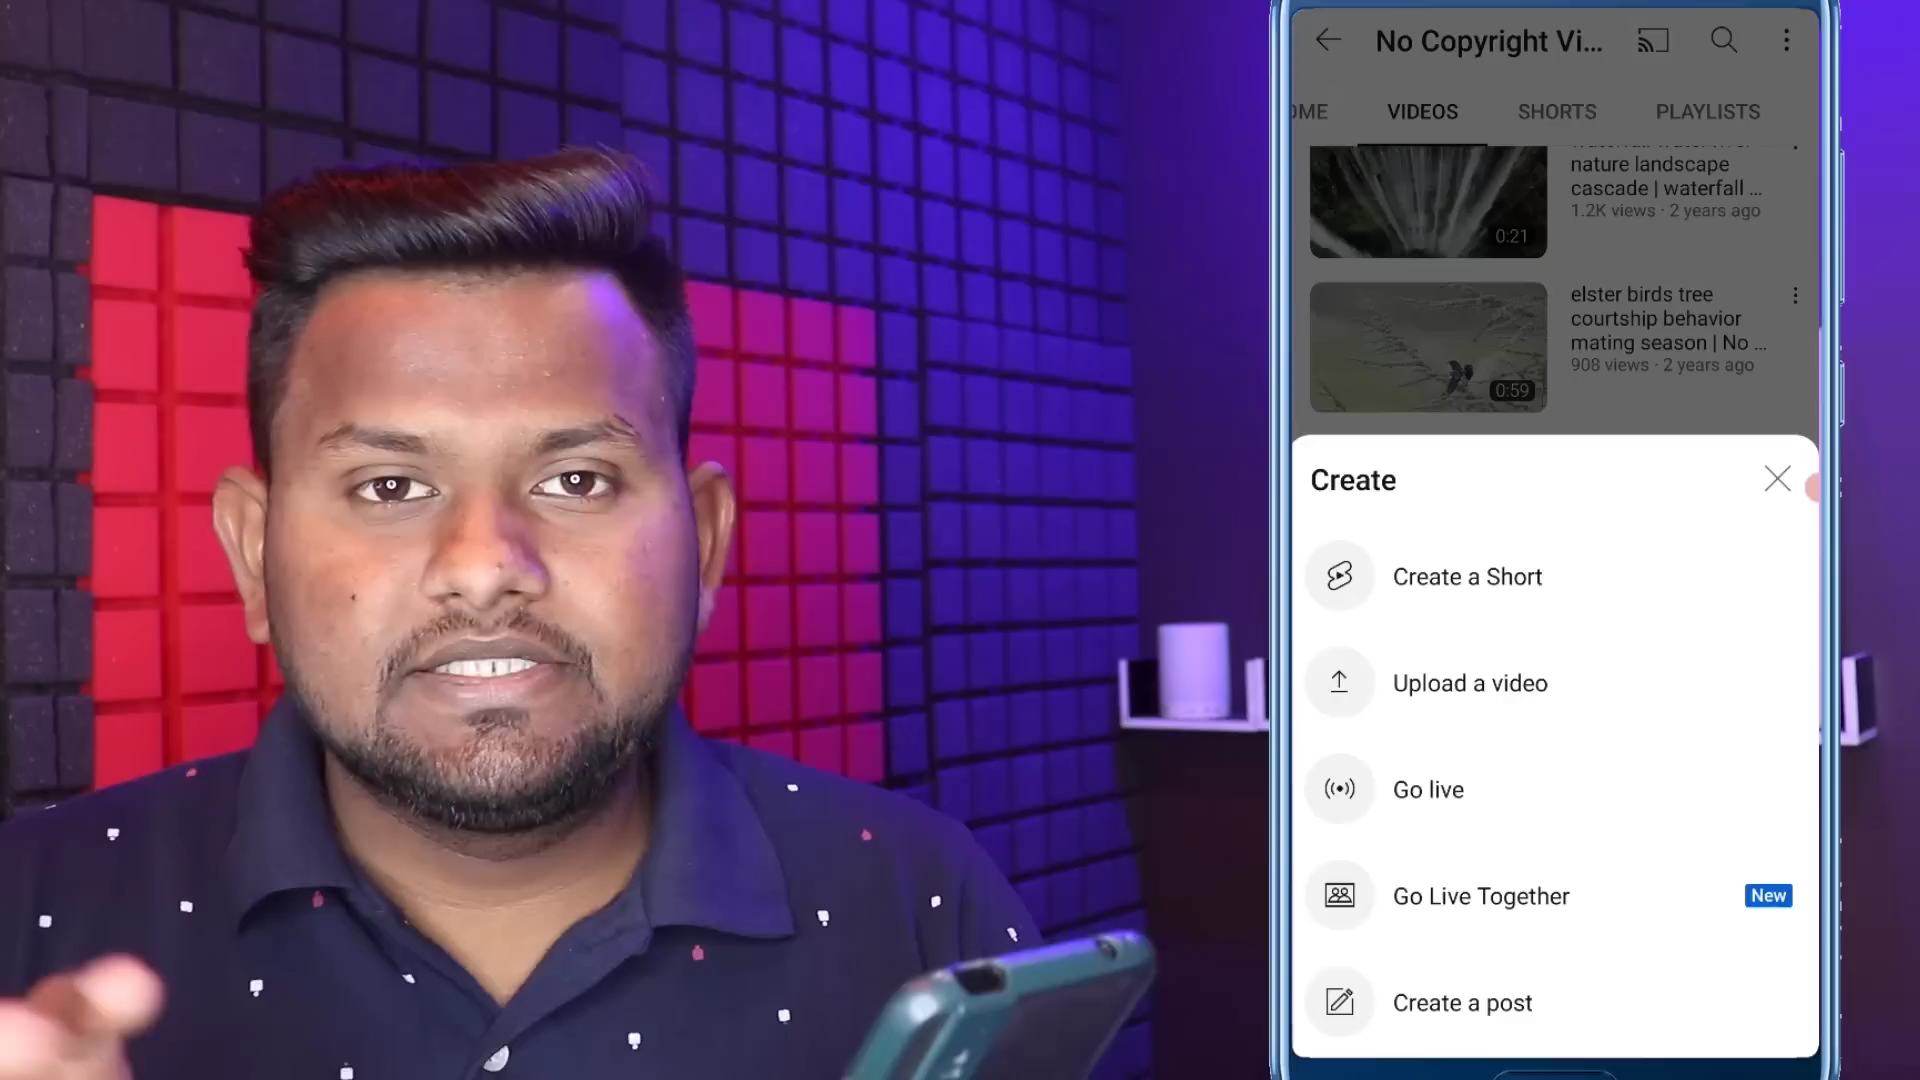 No Copyright Vi...
OME VIDEOS SHORTS PLAYLISTS
nature landscape
cascade | waterfall ...
1.2K views · 2 years ago
0:21
elster birds tree
courtship behavior
mating season | No ...
908 views · 2 years ago
0:59
Create
Create a Short
Upload a video
Go live
Go Live Together New
Create a post